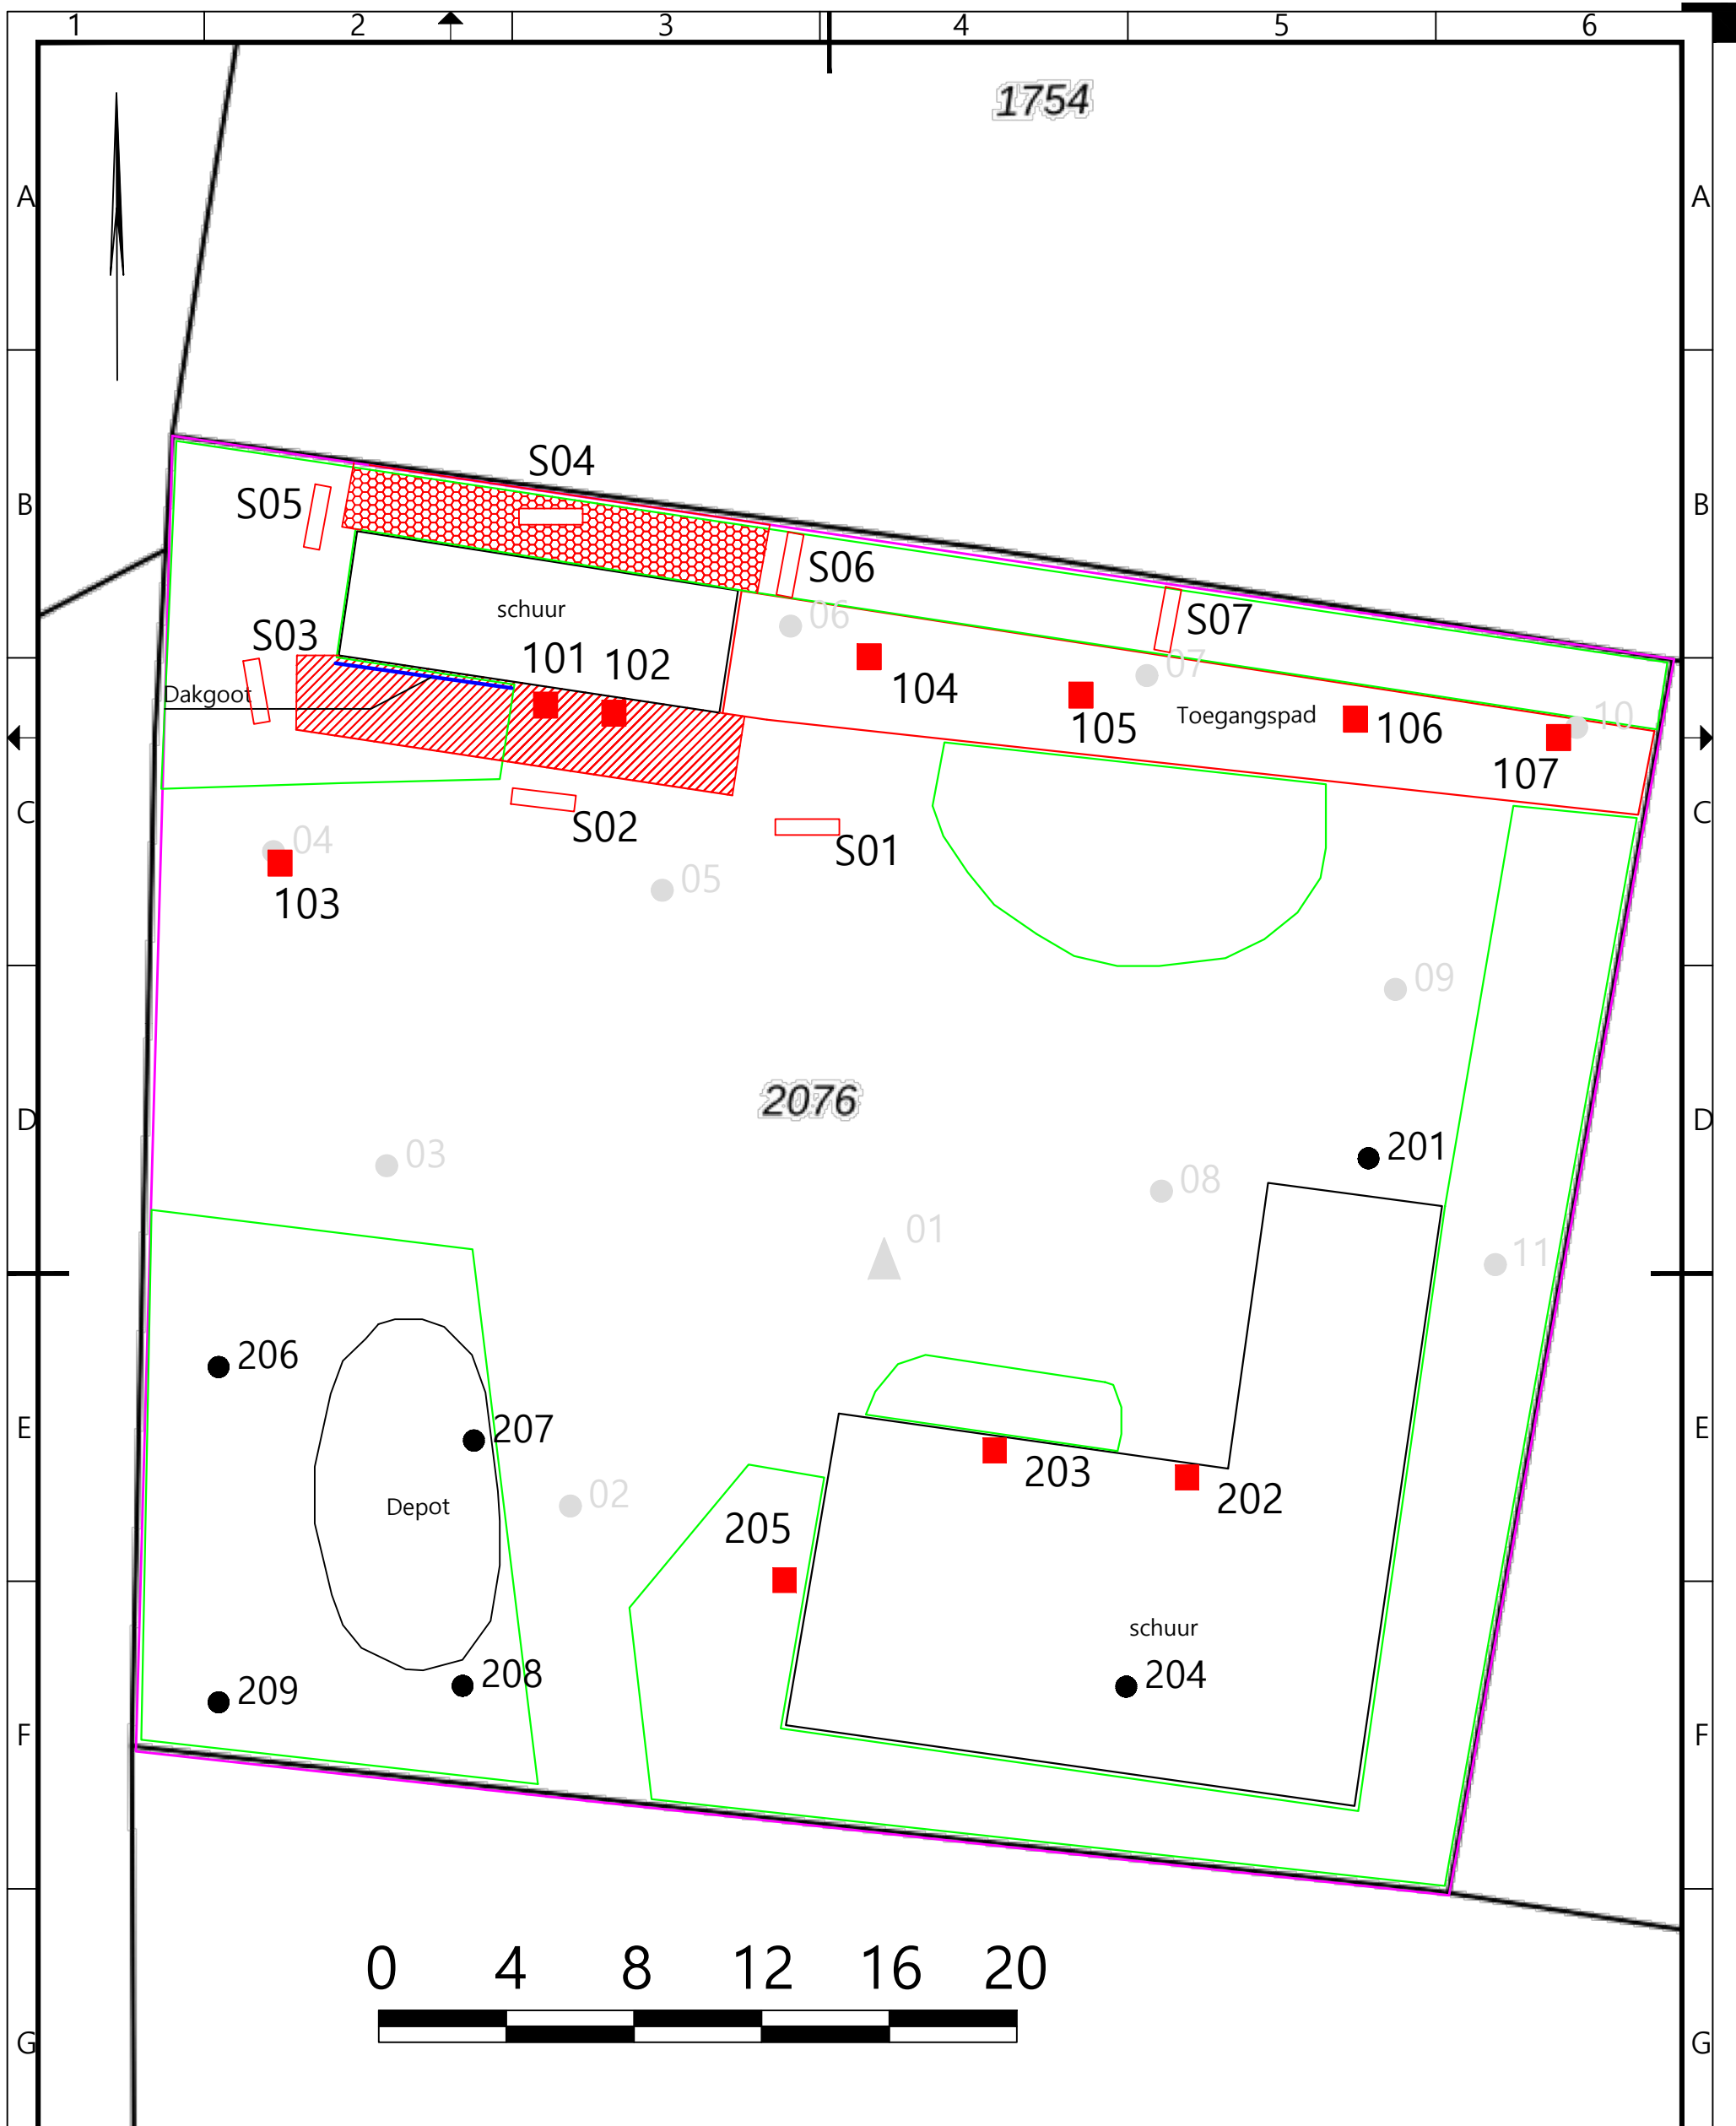 1 2 3 4 5 6
1754
A A
S04
S05
B B
S06
schuur
06
S07
S03
101 102
07
Dakgoot
104
105
Toegangspad
106
10
107
C C
S02
S01
04
103
05
09
2076
D D
201
03
08
01
11
206
207
E E
203
02
Depot
202
205
schuur
208
204
209
F F
0 4 8 12 16 20
G G